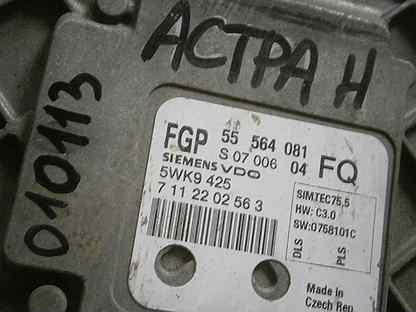 АСТРА Н
010113
FGP 55 564 081 FQ
S 07 006 04
SIEMENS VDO
5WK9 425
7 11 22 02 56 3
SIMTEC75,5
HW: C3.0
SW:0758101C
DLS
PLS
Made in
Czech Rep